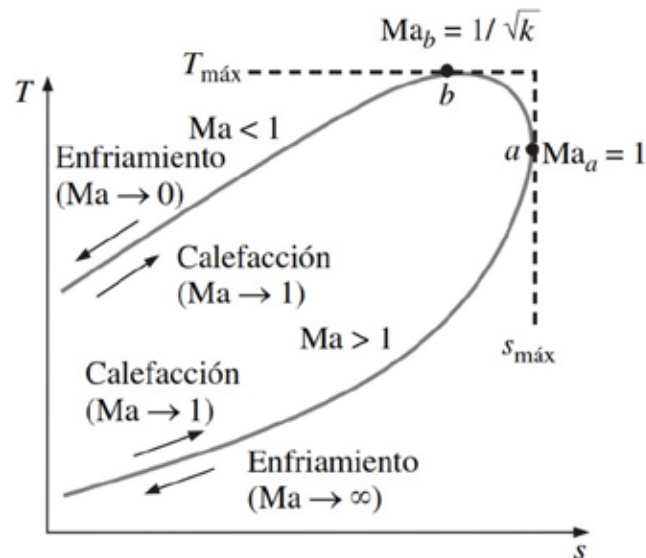 Ma_b = 1/ √k
T_máx
T
b
Ma < 1
a
Ma_a = 1
Enfriamiento
(Ma → 0)
Calefacción
(Ma → 1)
Ma > 1
s_máx
Calefacción
(Ma → 1)
Enfriamiento
(Ma → ∞)
s